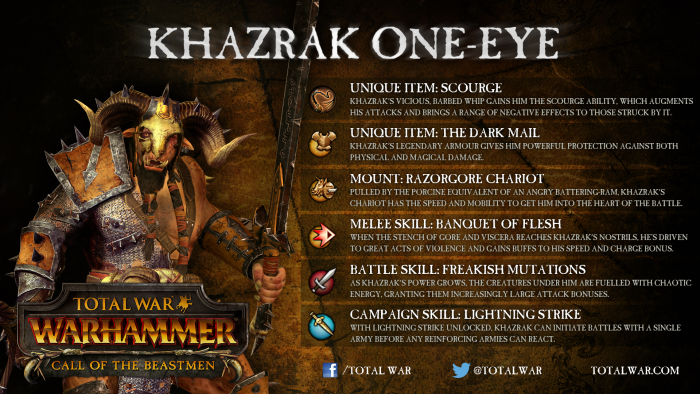 KHAZRAK ONE-EYE
UNIQUE ITEM: SCOURGE
KHAZRAK'S VICIOUS, BARBED WHIP GAINS HIM THE SCOURGE ABILITY, WHICH AUGMENTS
HIS ATTACKS AND BRINGS A RANGE OF NEGATIVE EFFECTS TO THOSE STRUCK BY IT.
UNIQUE ITEM: THE DARK MAIL
KHAZRAK'S LEGENDARY ARMOUR GIVES HIM POWERFUL PROTECTION AGAINST BOTH
PHYSICAL AND MAGICAL DAMAGE.
MOUNT: RAZORGORE CHARIOT
PULLED BY THE PORCINE EQUIVALENT OF AN ANGRY BATTERING-RAM, KHAZRAK'S
CHARIOT HAS THE SPEED AND MOBILITY TO GET HIM INTO THE HEART OF THE BATTLE.
MELEE SKILL: BANQUET OF FLESH
WHEN THE STENCH OF GORE AND VISCERA REACHES KHAZRAK'S NOSTRILS, HE'S DRIVEN
TO GREAT ACTS OF VIOLENCE AND GAINS BUFFS TO HIS SPEED AND CHARGE BONUS.
BATTLE SKILL: FREAKISH MUTATIONS
AS KHAZRAK'S POWER GROWS, THE CREATURES UNDER HIM ARE FUELLED WITH CHAOTIC
ENERGY, GRANTING THEM INCREASINGLY LARGE ATTACK BONUSES.
CAMPAIGN SKILL: LIGHTNING STRIKE
WITH LIGHTNING STRIKE UNLOCKED, KHAZRAK CAN INITIATE BATTLES WITH A SINGLE
ARMY BEFORE ANY REINFORCING ARMIES CAN REACT.
TOTAL WAR
WARHAMMER
CALL OF THE BEASTMEN
f /TOTAL WAR
@TOTALWAR
TOTALWAR.COM